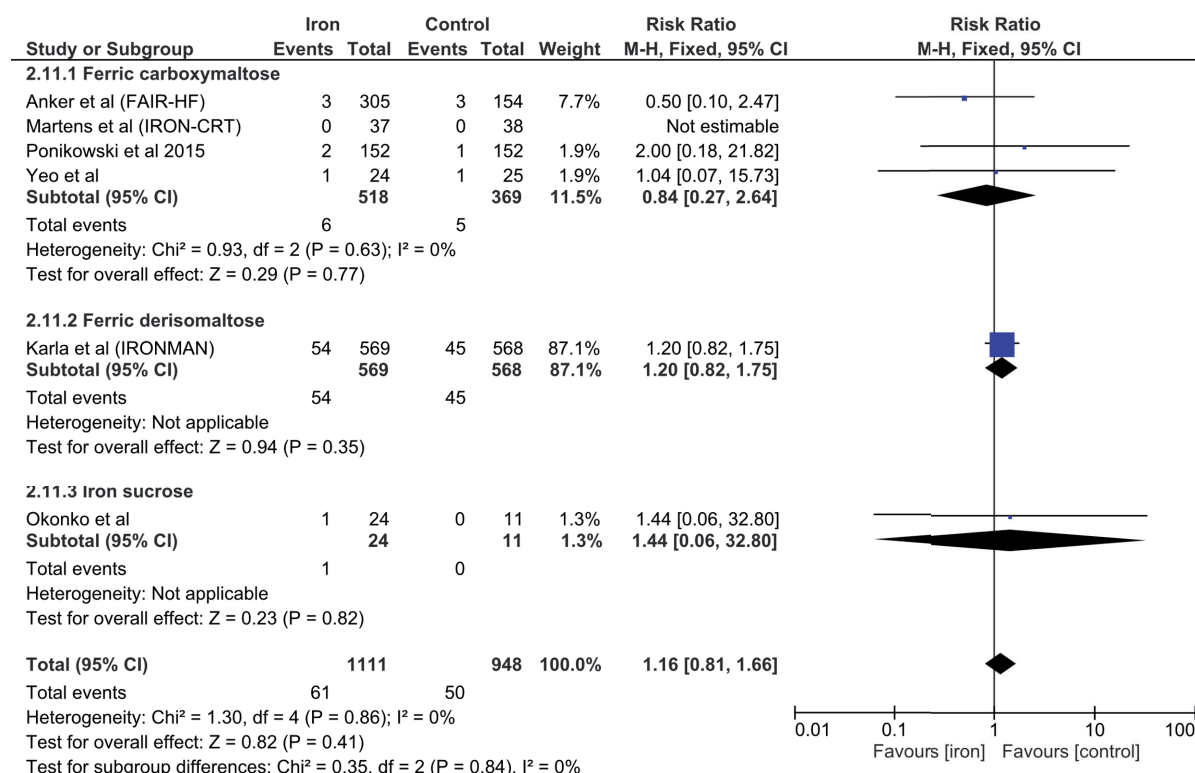 Iron Control Risk Ratio Risk Ratio
Study or Subgroup Events Total Events Total Weight M-H, Fixed, 95% CI M-H, Fixed, 95% CI
2.11.1 Ferric carboxymaltose
Anker et al (FAIR-HF) 3 305 3 154 7.7% 0.50 [0.10, 2.47]
Martens et al (IRON-CRT) 0 37 0 38 Not estimable
Ponikowski et al 2015 2 152 1 152 1.9% 2.00 [0.18, 21.82]
Yeo et al 1 24 1 25 1.9% 1.04 [0.07, 15.73]
Subtotal (95% CI) 518 369 11.5% 0.84 [0.27, 2.64]
Total events 6 5
Heterogeneity: Chi² = 0.93, df = 2 (P = 0.63); I² = 0%
Test for overall effect: Z = 0.29 (P = 0.77)
2.11.2 Ferric derisomaltose
Karla et al (IRONMAN) 54 569 45 568 87.1% 1.20 [0.82, 1.75]
Subtotal (95% CI) 569 568 87.1% 1.20 [0.82, 1.75]
Total events 54 45
Heterogeneity: Not applicable
Test for overall effect: Z = 0.94 (P = 0.35)
2.11.3 Iron sucrose
Okonko et al 1 24 0 11 1.3% 1.44 [0.06, 32.80]
Subtotal (95% CI) 24 11 1.3% 1.44 [0.06, 32.80]
Total events 1 0
Heterogeneity: Not applicable
Test for overall effect: Z = 0.23 (P = 0.82)
Total (95% CI) 1111 948 100.0% 1.16 [0.81, 1.66]
Total events 61 50
Heterogeneity: Chi² = 1.30, df = 4 (P = 0.86); I² = 0%
Test for overall effect: Z = 0.82 (P = 0.41)
Test for subgroup differences: Chi² = 0.35, df = 2 (P = 0.84), I² = 0%
0.01 0.1 1 10 100
Favours [iron] Favours [control]